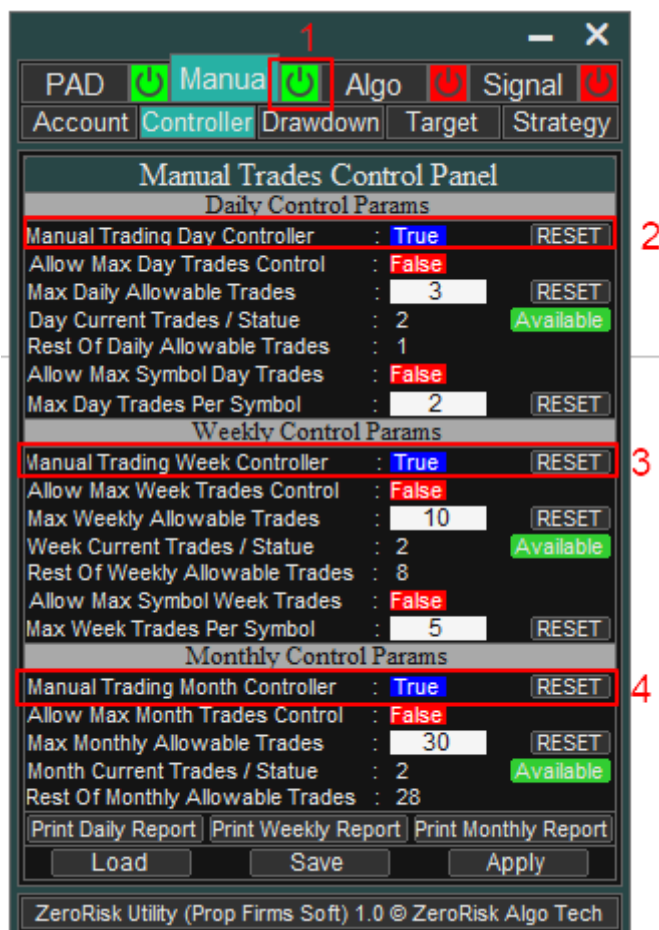 1
PAD Manual Algo Signal
Account Controller Drawdown Target Strategy
Manual Trades Control Panel
Daily Control Params
Manual Trading Day Controller : True RESET 2
Allow Max Day Trades Control : False
Max Daily Allowable Trades : 3 RESET
Day Current Trades / Statue : 2 Available
Rest Of Daily Allowable Trades : 1
Allow Max Symbol Day Trades : False
Max Day Trades Per Symbol : 2 RESET
Weekly Control Params
Manual Trading Week Controller : True RESET 3
Allow Max Week Trades Control : False
Max Weekly Allowable Trades : 10 RESET
Week Current Trades / Statue : 2 Available
Rest Of Weekly Allowable Trades : 8
Allow Max Symbol Week Trades : False
Max Week Trades Per Symbol : 5 RESET
Monthly Control Params
Manual Trading Month Controller : True RESET 4
Allow Max Month Trades Control : False
Max Monthly Allowable Trades : 30 RESET
Month Current Trades / Statue : 2 Available
Rest Of Monthly Allowable Trades : 28
Print Daily Report Print Weekly Report Print Monthly Report
Load Save Apply
ZeroRisk Utility (Prop Firms Soft) 1.0 © ZeroRisk Algo Tech